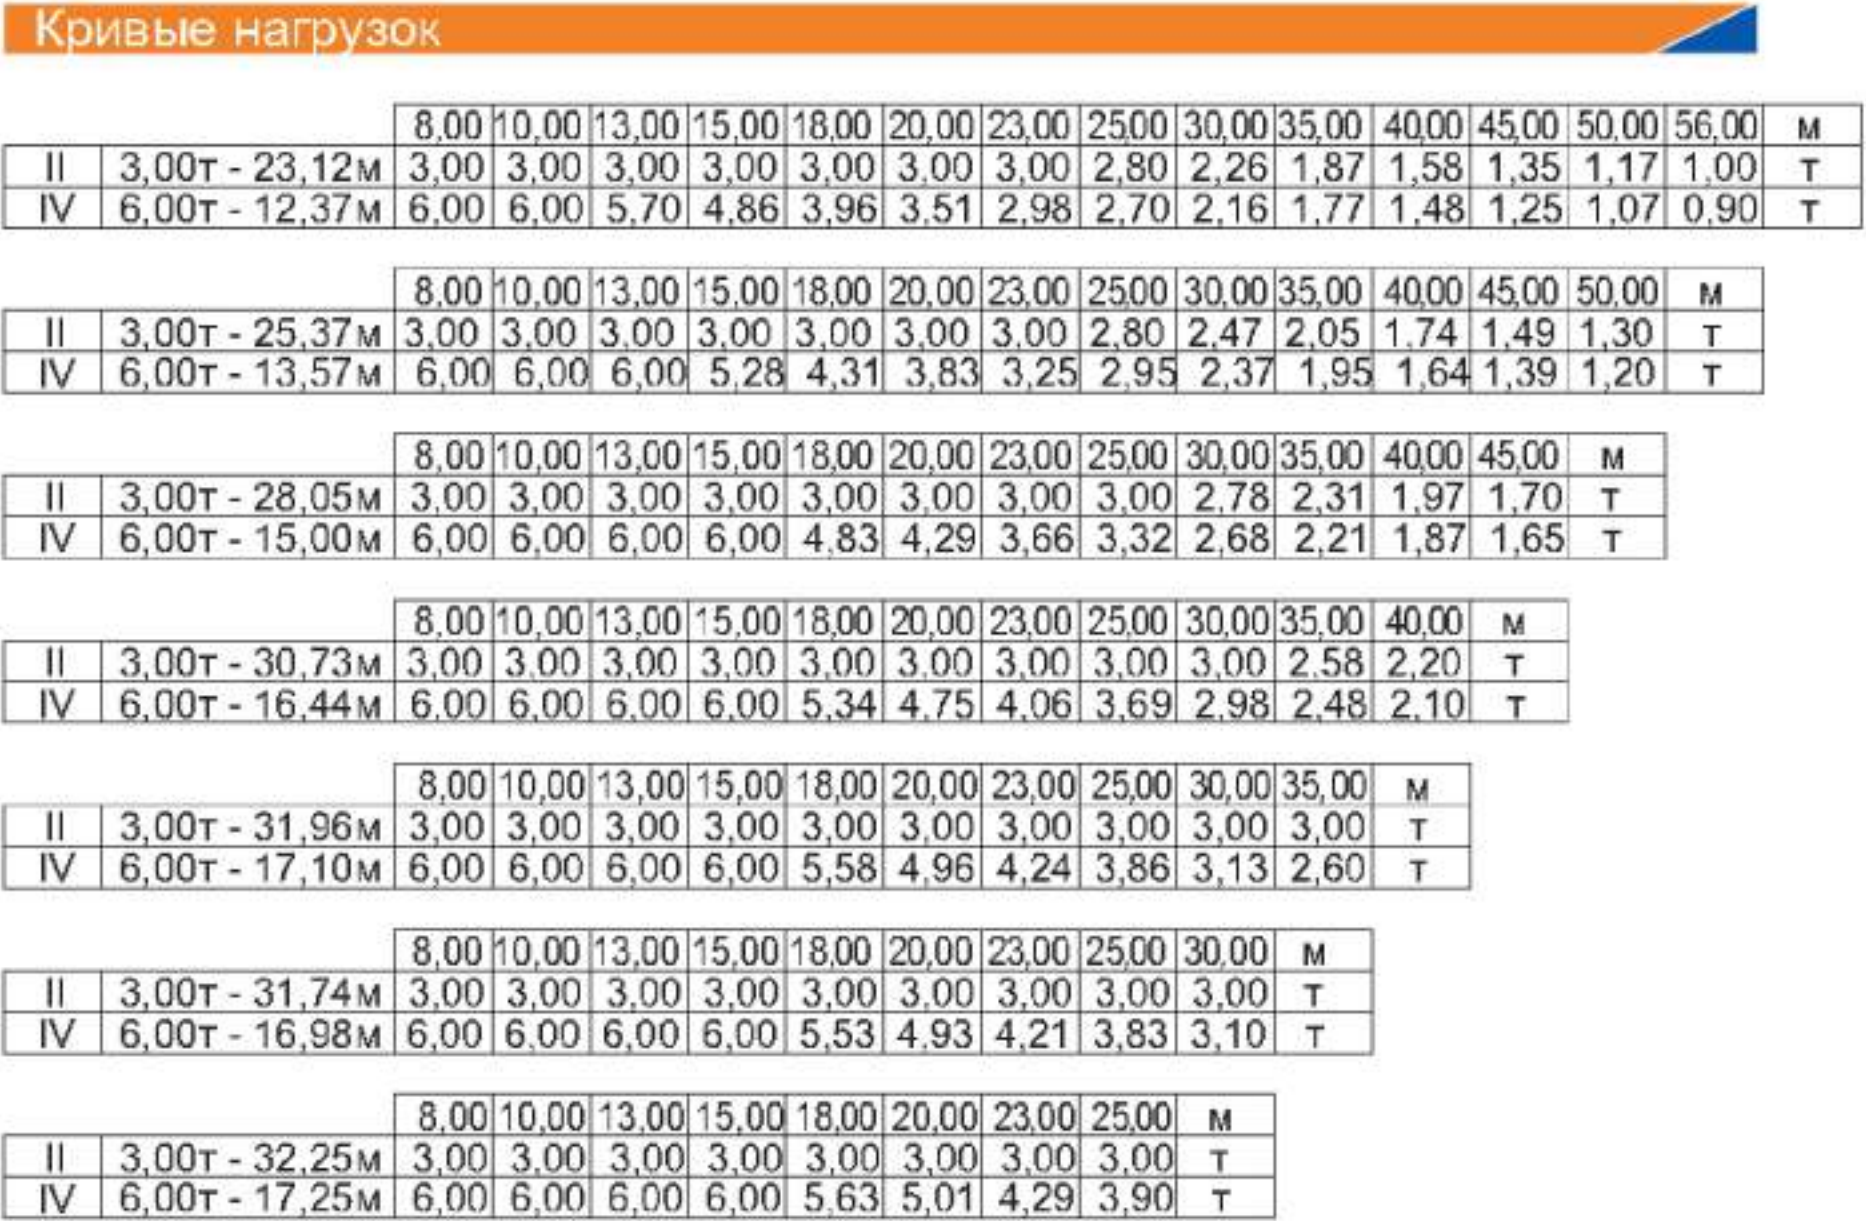 Кривые нагрузок
8,00 10,00 13,00 15,00 18,00 20,00 23,00 25,00 30,00 35,00 40,00 45,00 50,00 56,00 м
II 3,00т - 23,12м 3,00 3,00 3,00 3,00 3,00 3,00 3,00 2,80 2,26 1,87 1,58 1,35 1,17 1,00 т
IV 6,00т - 12,37м 6,00 6,00 5,70 4,86 3,96 3,51 2,98 2,70 2,16 1,77 1,48 1,25 1,07 0,90 т
8,00 10,00 13,00 15,00 18,00 20,00 23,00 25,00 30,00 35,00 40,00 45,00 50,00 м
II 3,00т - 25,37м 3,00 3,00 3,00 3,00 3,00 3,00 3,00 2,80 2,47 2,05 1,74 1,49 1,30 т
IV 6,00т - 13,57м 6,00 6,00 6,00 5,28 4,31 3,83 3,25 2,95 2,37 1,95 1,64 1,39 1,20 т
8,00 10,00 13,00 15,00 18,00 20,00 23,00 25,00 30,00 35,00 40,00 45,00 м
II 3,00т - 28,05м 3,00 3,00 3,00 3,00 3,00 3,00 3,00 3,00 2,78 2,31 1,97 1,70 т
IV 6,00т - 15,00м 6,00 6,00 6,00 6,00 4,83 4,29 3,66 3,32 2,68 2,21 1,87 1,65 т
8,00 10,00 13,00 15,00 18,00 20,00 23,00 25,00 30,00 35,00 40,00 м
II 3,00т - 30,73м 3,00 3,00 3,00 3,00 3,00 3,00 3,00 3,00 3,00 2,58 2,20 т
IV 6,00т - 16,44м 6,00 6,00 6,00 6,00 5,34 4,75 4,06 3,69 2,98 2,48 2,10 т
8,00 10,00 13,00 15,00 18,00 20,00 23,00 25,00 30,00 35,00 м
II 3,00т - 31,96м 3,00 3,00 3,00 3,00 3,00 3,00 3,00 3,00 3,00 3,00 т
IV 6,00т - 17,10м 6,00 6,00 6,00 6,00 5,58 4,96 4,24 3,86 3,13 2,60 т
8,00 10,00 13,00 15,00 18,00 20,00 23,00 25,00 30,00 м
II 3,00т - 31,74м 3,00 3,00 3,00 3,00 3,00 3,00 3,00 3,00 3,00 т
IV 6,00т - 16,98м 6,00 6,00 6,00 6,00 5,53 4,93 4,21 3,83 3,10 т
8,00 10,00 13,00 15,00 18,00 20,00 23,00 25,00 м
II 3,00т - 32,25м 3,00 3,00 3,00 3,00 3,00 3,00 3,00 3,00 т
IV 6,00т - 17,25м 6,00 6,00 6,00 6,00 5,63 5,01 4,29 3,90 т